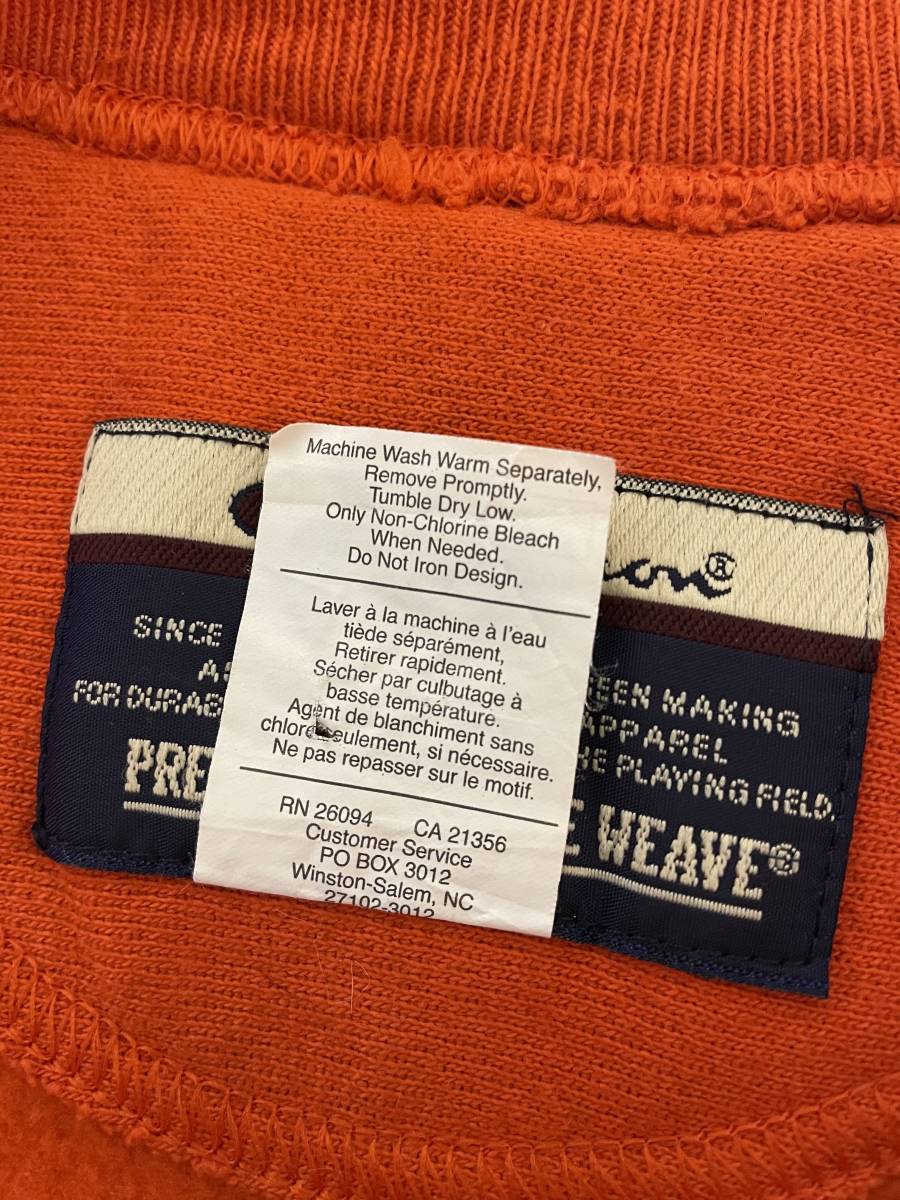 Machine Wash Warm Separately,
Remove Promptly.
Tumble Dry Low.
Only Non-Chlorine Bleach
When Needed.
Do Not Iron Design.
Laver à la machine à l'eau
tiède séparément,
Retirer rapidement.
Sécher par culbutage à
basse température.
Agent de blanchiment sans
chlore seulement, si nécessaire.
Ne pas repasser sur le motif.
RN 26094 CA 21356
Customer Service
PO BOX 3012
Winston-Salem, NC
27102-3012
®
SINCE
EEN MAKING
A
APPAREL
FOR DURAB
HE PLAYING FIELD.
PRE
E WEAVE®